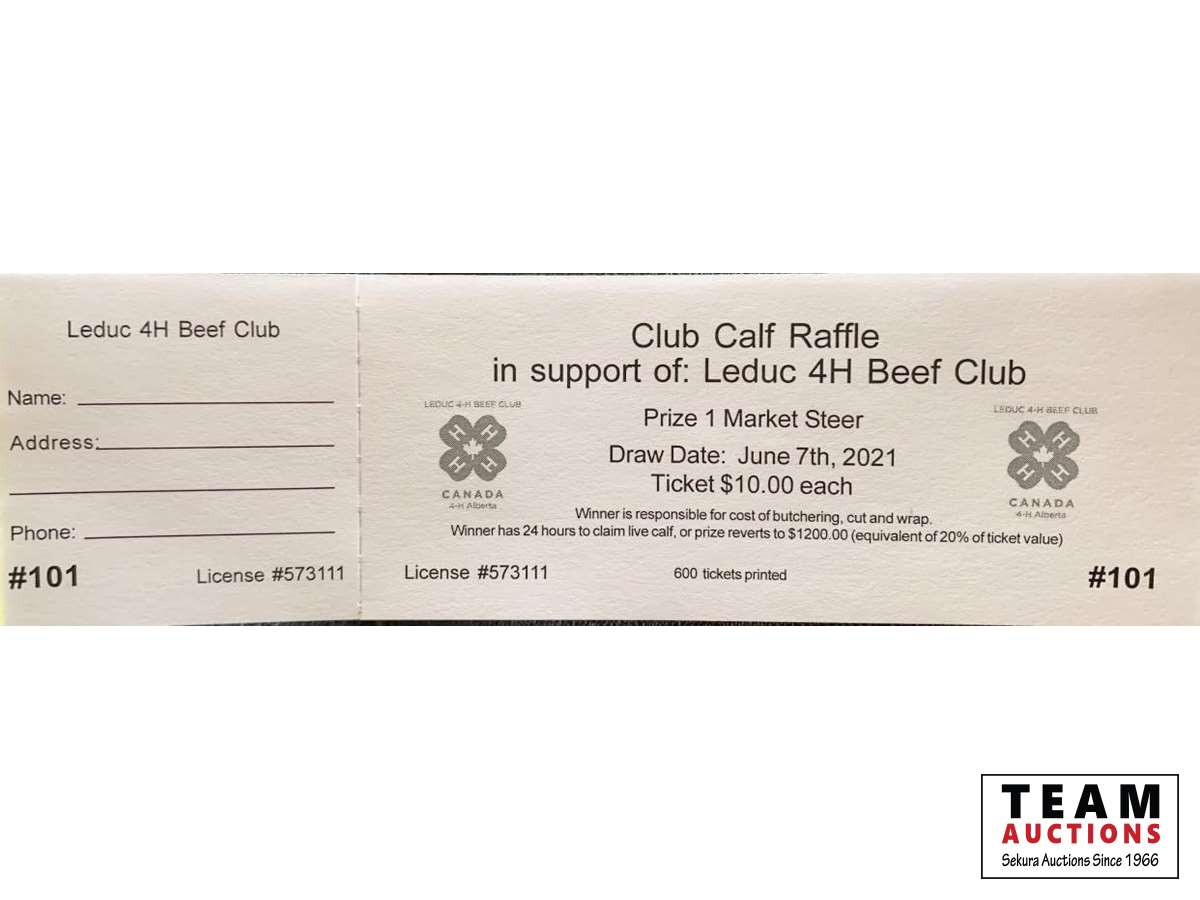 Leduc 4H Beef Club
Name:
Address:
Phone:
#101 License #573111
Club Calf Raffle
in support of: Leduc 4H Beef Club
LEDUC 4-H BEEF CLUB
H H H H
CANADA
4-H Alberta
Prize 1 Market Steer
Draw Date: June 7th, 2021
Ticket $10.00 each
LEDUC 4-H BEEF CLUB
H H H H
CANADA
4-H Alberta
Winner is responsible for cost of butchering, cut and wrap.
Winner has 24 hours to claim live calf, or prize reverts to $1200.00 (equivalent of 20% of ticket value)
License #573111 600 tickets printed #101
TEAM
AUCTIONS
Sekura Auctions Since 1966